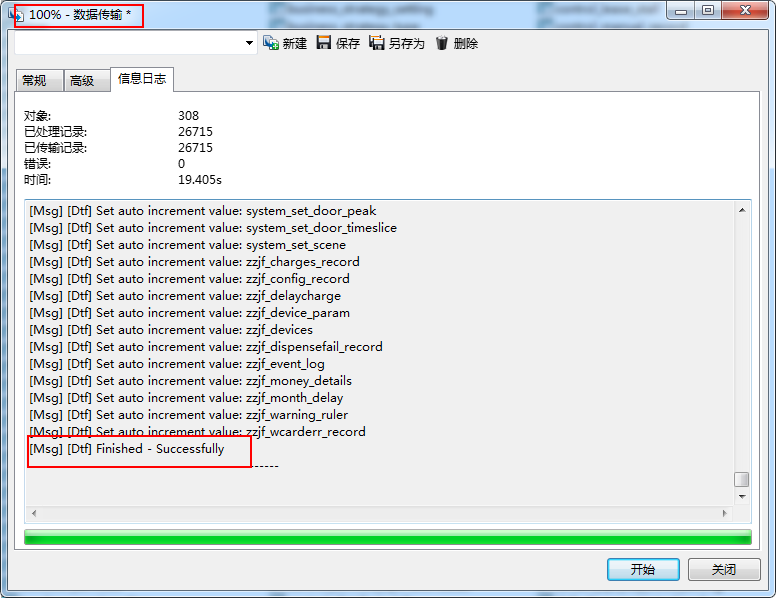 100% - 数据传输 *
新建 保存 另存为 删除
常规 高级 信息日志
对象: 308
已处理记录: 26715
已传输记录: 26715
错误: 0
时间: 19.405s
[Msg] [Dtf] Set auto increment value: system_set_door_peak
[Msg] [Dtf] Set auto increment value: system_set_door_timeslice
[Msg] [Dtf] Set auto increment value: system_set_scene
[Msg] [Dtf] Set auto increment value: zzjf_charges_record
[Msg] [Dtf] Set auto increment value: zzjf_config_record
[Msg] [Dtf] Set auto increment value: zzjf_delaycharge
[Msg] [Dtf] Set auto increment value: zzjf_device_param
[Msg] [Dtf] Set auto increment value: zzjf_devices
[Msg] [Dtf] Set auto increment value: zzjf_dispensefail_record
[Msg] [Dtf] Set auto increment value: zzjf_event_log
[Msg] [Dtf] Set auto increment value: zzjf_money_details
[Msg] [Dtf] Set auto increment value: zzjf_month_delay
[Msg] [Dtf] Set auto increment value: zzjf_warning_ruler
[Msg] [Dtf] Set auto increment value: zzjf_wcarderr_record
[Msg] [Dtf] Finished - Successfully
------
开始 关闭